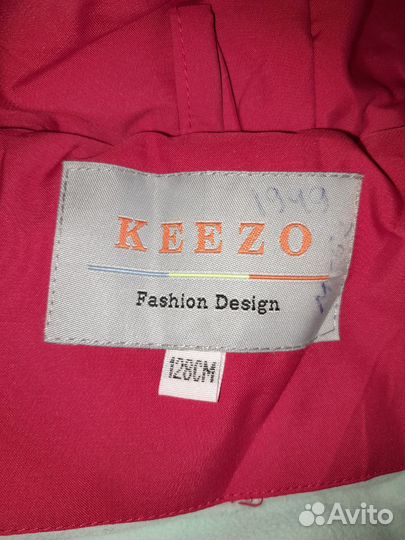 1949
KEEZO
Fashion Design
128CM
Avito